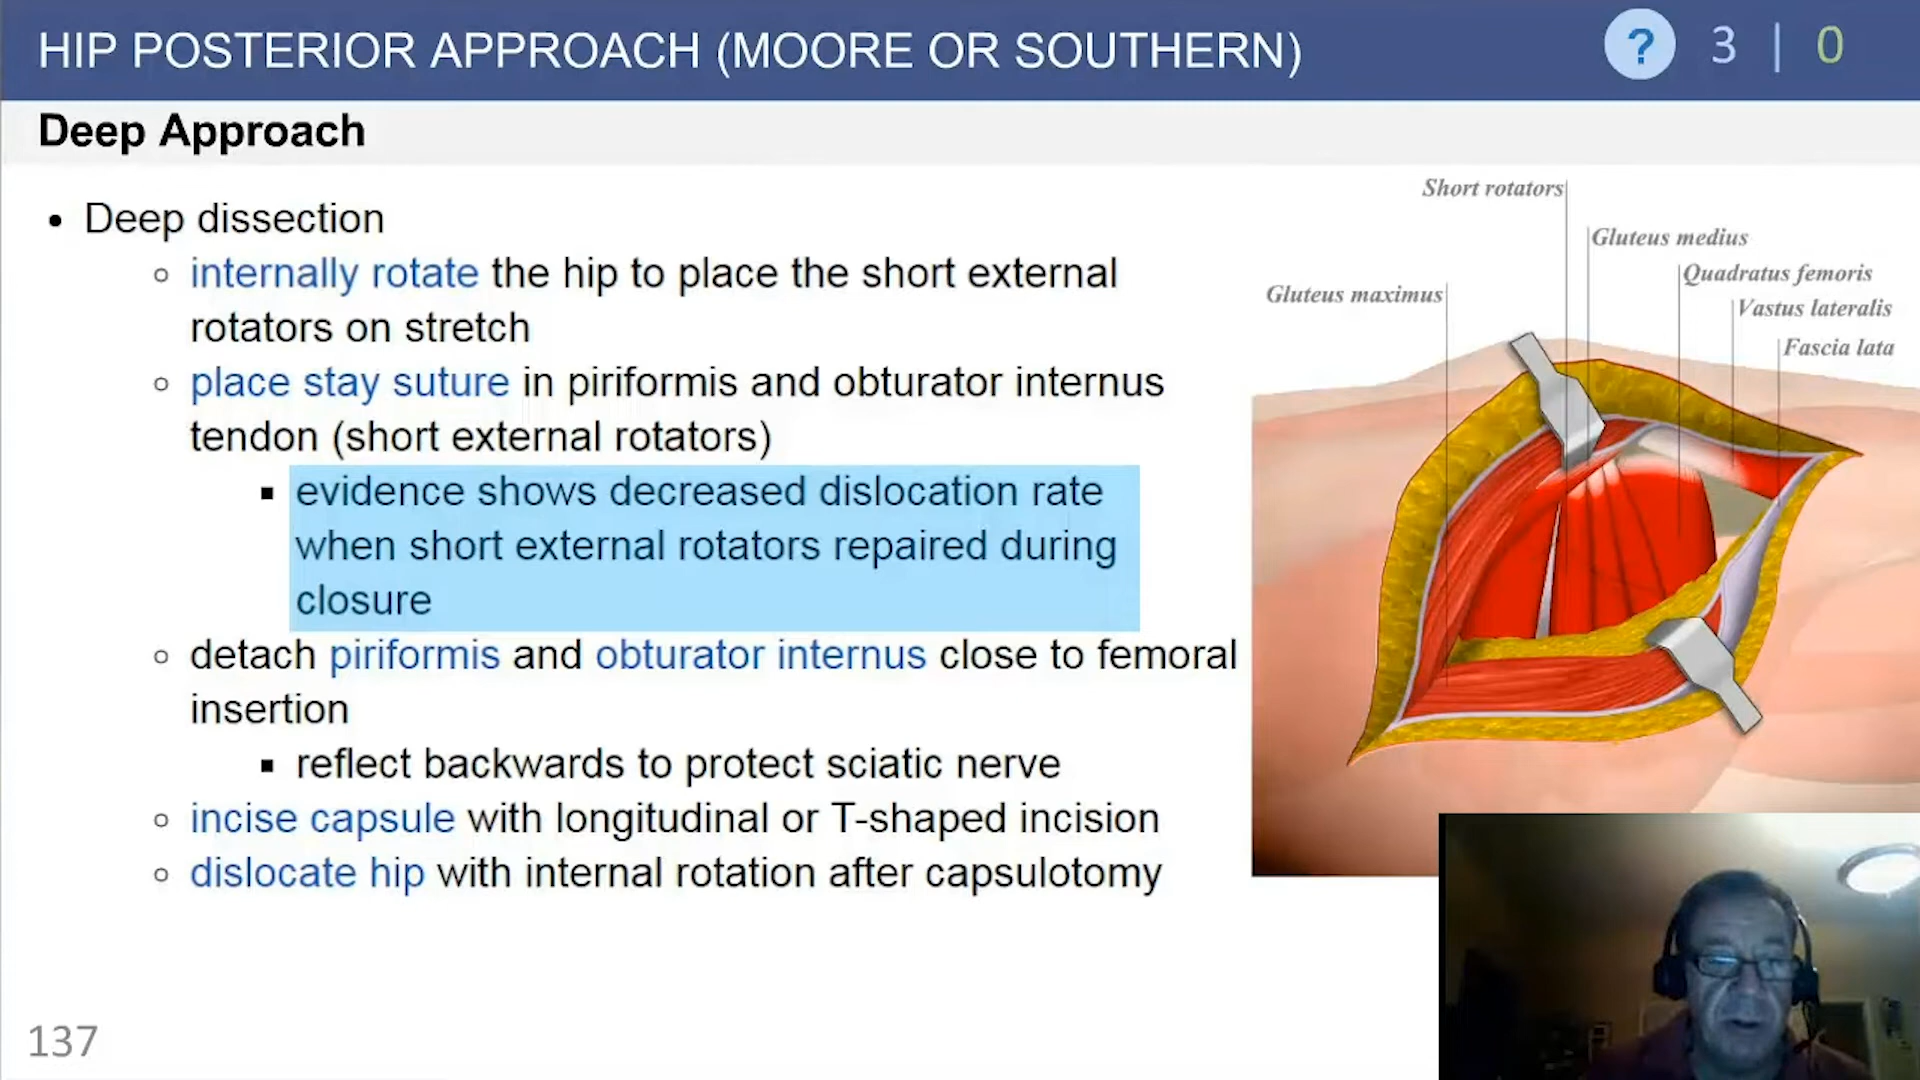 HIP POSTERIOR APPROACH (MOORE OR SOUTHERN)
? 3 | 0
Deep Approach
• Deep dissection
○ internally rotate the hip to place the short external
rotators on stretch
○ place stay suture in piriformis and obturator internus
tendon (short external rotators)
▪ evidence shows decreased dislocation rate
when short external rotators repaired during
closure
○ detach piriformis and obturator internus close to femoral
insertion
▪ reflect backwards to protect sciatic nerve
○ incise capsule with longitudinal or T-shaped incision
○ dislocate hip with internal rotation after capsulotomy
Short rotators
Gluteus medius
Quadratus femoris
Gluteus maximus
Vastus lateralis
Fascia lata
137